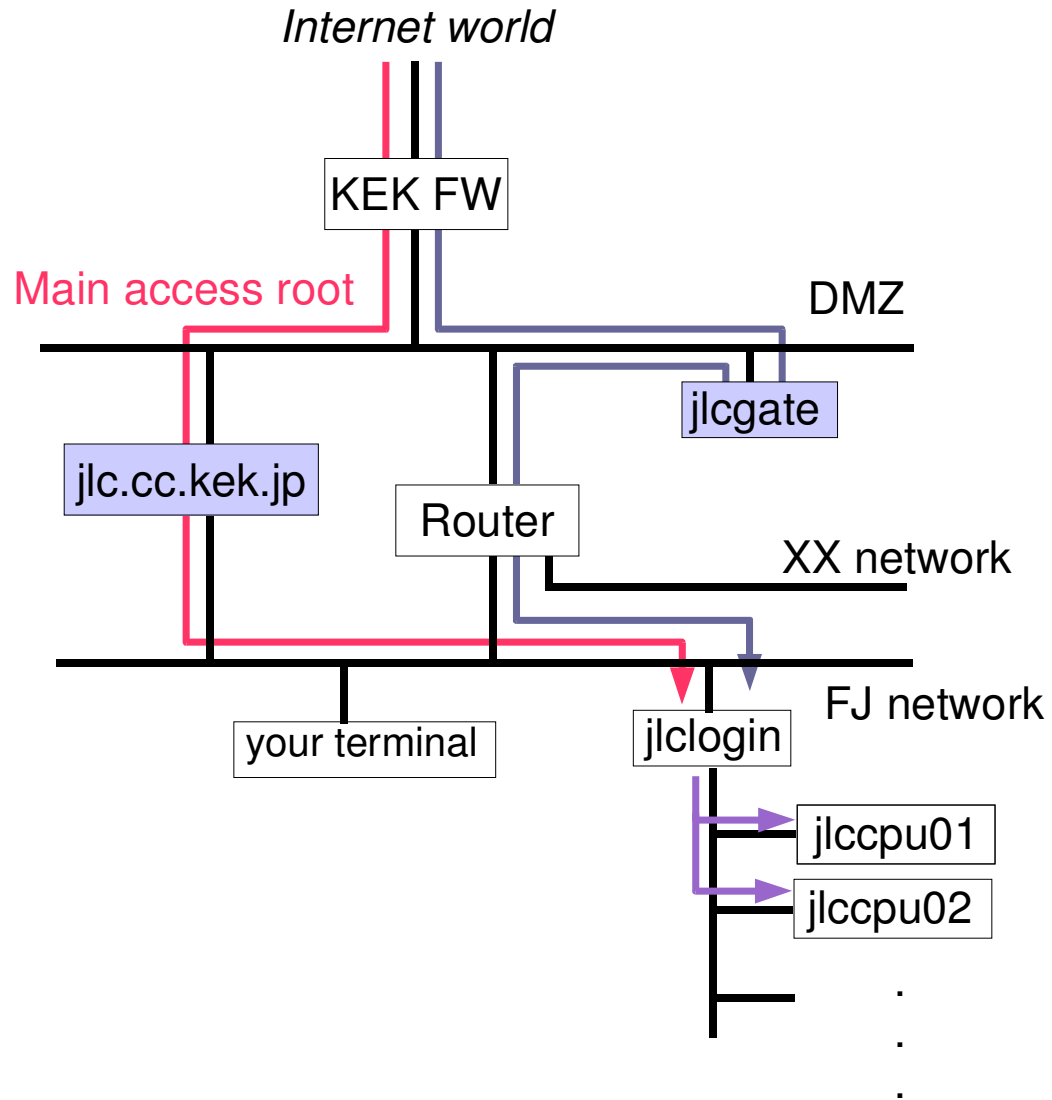 Internet world
KEK FW
Main access root
DMZ
jlcgate
jlc.cc.kek.jp
Router
XX network
FJ network
your terminal
jlclogin
jlccpu01
jlccpu02
.
.
.